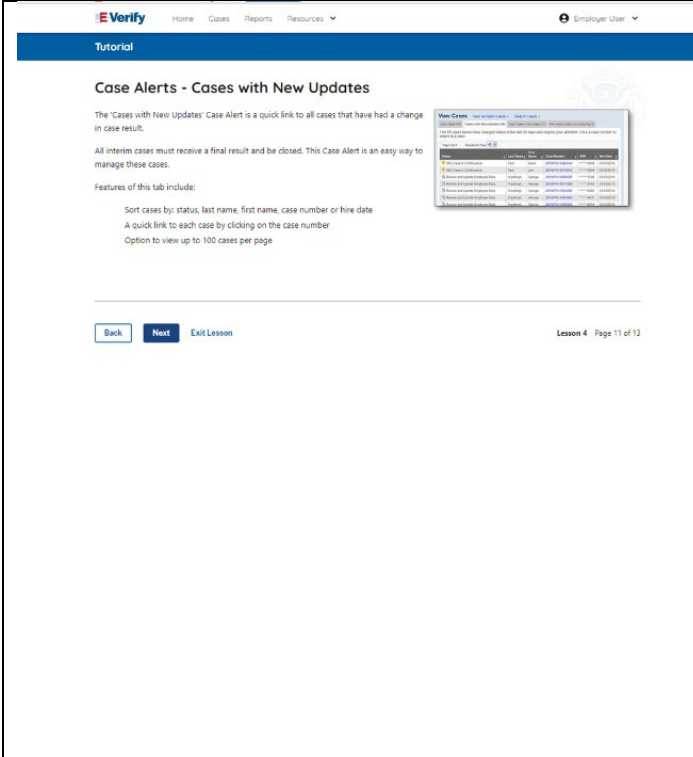 E-Verify Home Cases Reports Resources Employer User
Tutorial
Case Alerts - Cases with New Updates
The 'Cases with New Updates' Case Alert is a quick link to all cases that have had a change
in case result.
All interim cases must receive a final result and be closed. This Case Alert is an easy way to
manage these cases.
Features of this tab include:
Sort cases by: status, last name, first name, case number or hire date
A quick link to each case by clicking on the case number
Option to view up to 100 cases per page
View Cases
Back Next Exit Lesson Lesson 4 Page 11 of 13